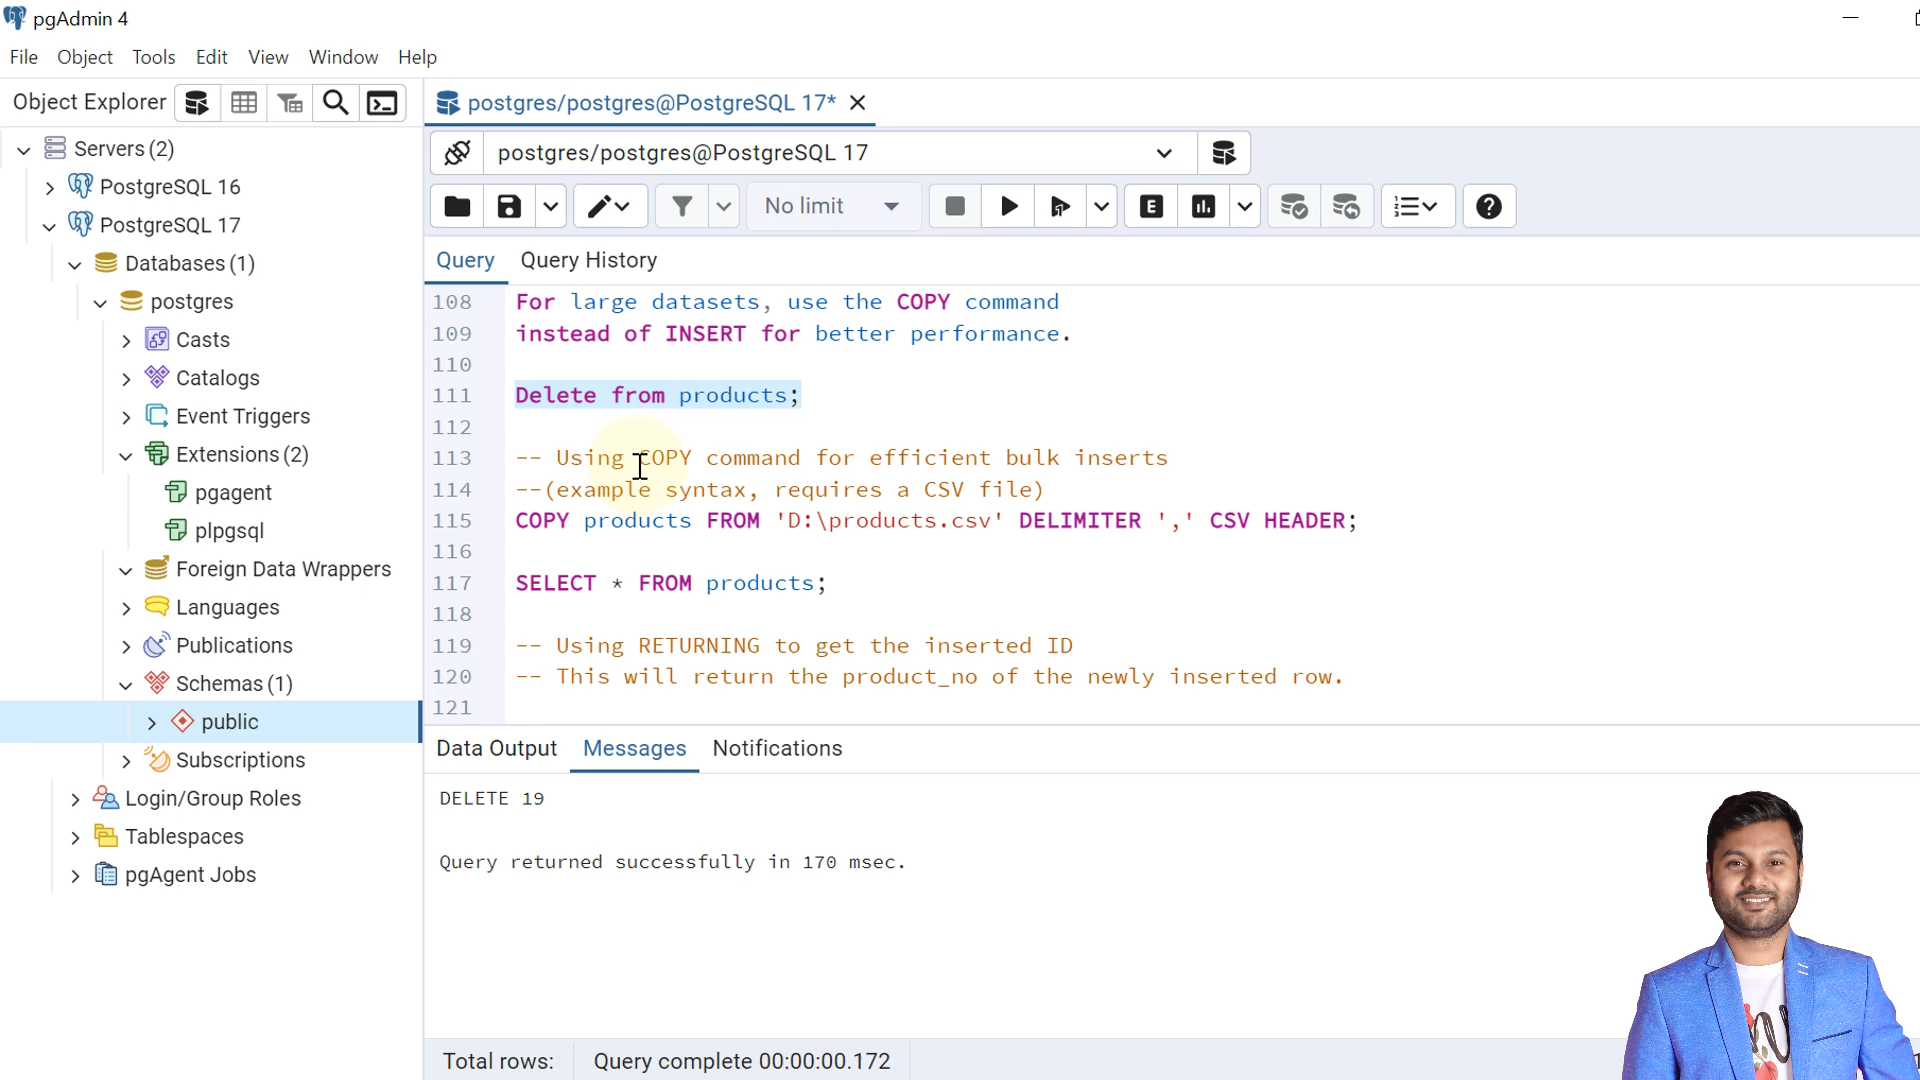 pgAdmin 4
File Object Tools Edit View Window Help
Object Explorer
postgres/postgres@PostgreSQL 17*
Servers (2)
PostgreSQL 16
PostgreSQL 17
Databases (1)
postgres
Casts
Catalogs
Event Triggers
Extensions (2)
pgagent
plpgsql
Foreign Data Wrappers
Languages
Publications
Schemas (1)
public
Subscriptions
Login/Group Roles
Tablespaces
pgAgent Jobs
postgres/postgres@PostgreSQL 17
No limit
E
Query Query History
108 For large datasets, use the COPY command
109 instead of INSERT for better performance.
110
111 Delete from products;
112
113 -- Using COPY command for efficient bulk inserts
114 --(example syntax, requires a CSV file)
115 COPY products FROM 'D:\products.csv' DELIMITER ',' CSV HEADER;
116
117 SELECT * FROM products;
118
119 -- Using RETURNING to get the inserted ID
120 -- This will return the product_no of the newly inserted row.
121
Data Output Messages Notifications
DELETE 19
Query returned successfully in 170 msec.
Total rows: Query complete 00:00:00.172